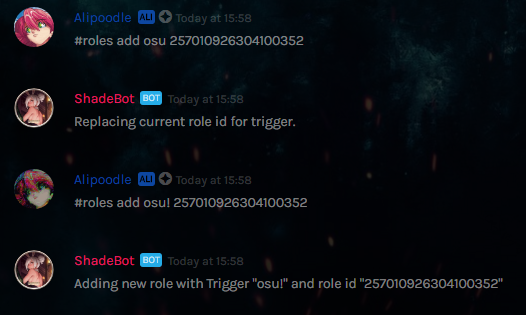 Alipoodle ALI Today at 15:58
#roles add osu 257010926304100352
ShadeBot BOT Today at 15:58
Replacing current role id for trigger.
Alipoodle ALI Today at 15:58
#roles add osu! 257010926304100352
ShadeBot BOT Today at 15:58
Adding new role with Trigger "osu!" and role id "257010926304100352"